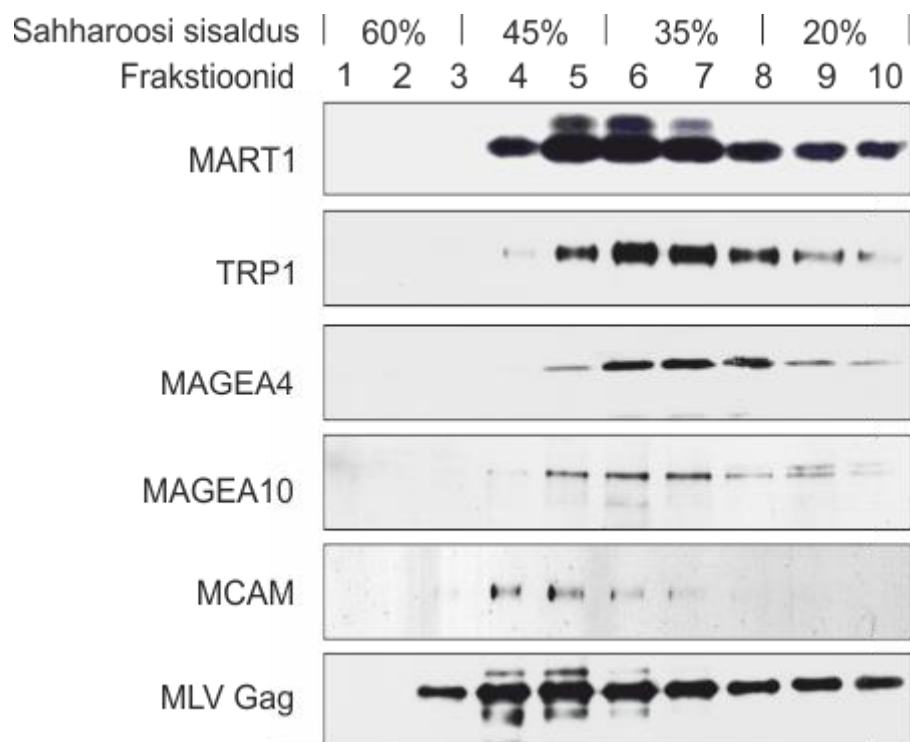 Sahharoosi sisaldus | 60% | 45% | 35% | 20% |
Frakstioonid 1 2 3 4 5 6 7 8 9 10
MART1
TRP1
MAGEA4
MAGEA10
MCAM
MLV Gag